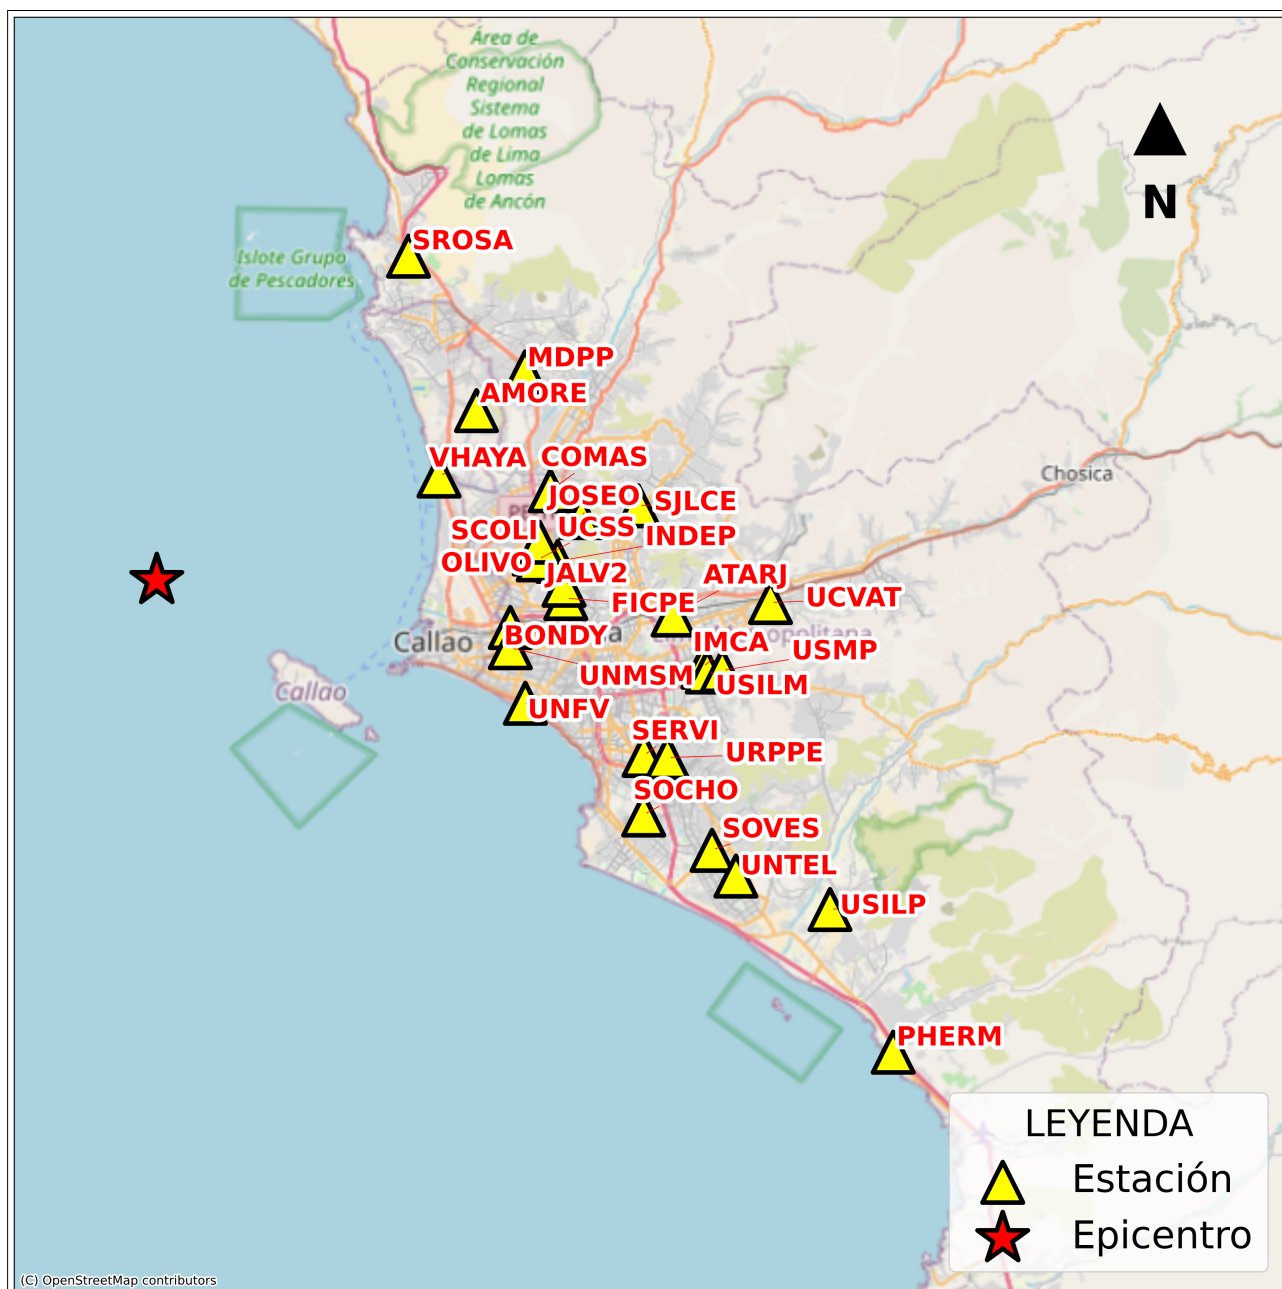 Área de
Conservación
Regional
Sistema
de Lomas
de Lima
Lomas
de Ancón
N
SROSA
Islote Grupo
de Pescadores
MDPP
AMORE
VHAYA
COMAS
Chosica
JOSEO
SJLCE
SCOLI
UCSS
INDEP
OLIVO
JALV2
ATARJ
FICPE
UCVAT
Callao
BONDY
IMCA
USMP
UNMSM
USILM
Callao
UNFV
SERVI
URPPE
SOCHO
SOVES
UNTEL
USILP
PHERM
LEYENDA
Estación
Epicentro
(C) OpenStreetMap contributors